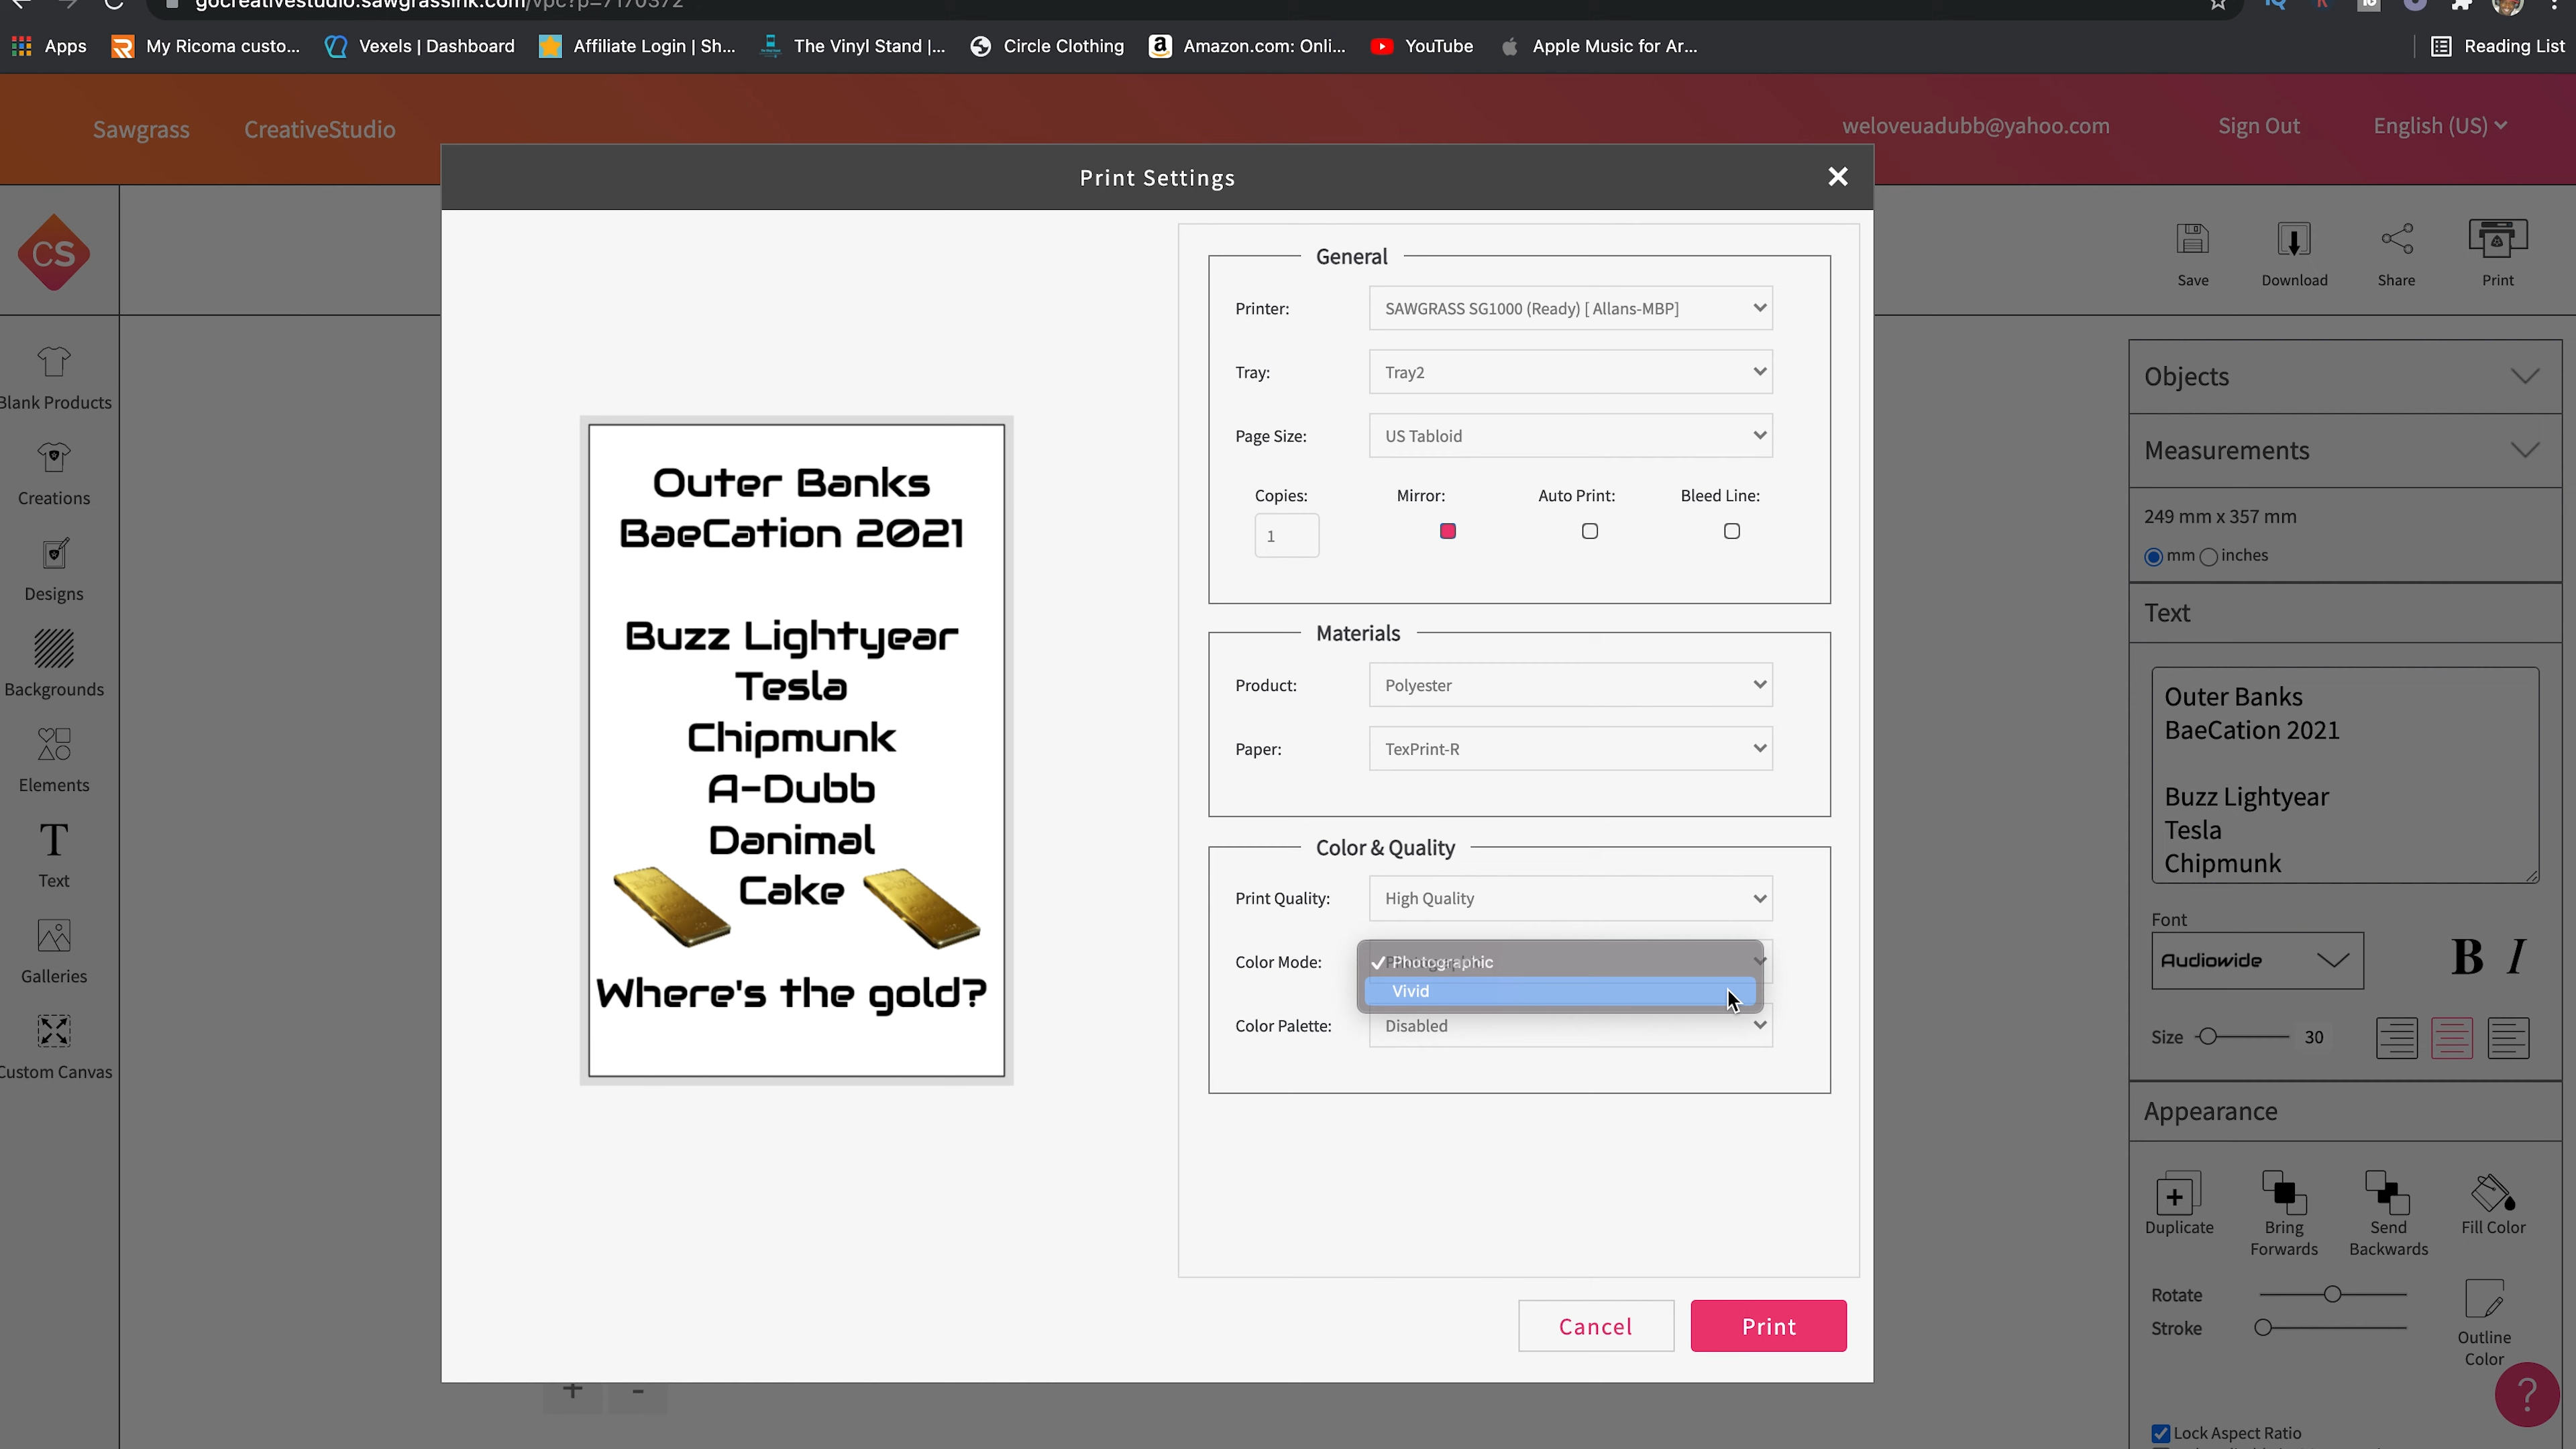 gocreativestudio.sawgrassink.com/vpc?p=7170372
Apps
My Ricoma custo...
Vexels | Dashboard
Affiliate Login | Sh...
The Vinyl Stand |...
Circle Clothing
Amazon.com: Onli...
YouTube
Apple Music for Ar...
Reading List
Sawgrass
CreativeStudio
weloveuadubb@yahoo.com
Sign Out
English (US)
Print Settings
CS
Blank Products
Creations
Designs
Backgrounds
Elements
T
Text
Galleries
Custom Canvas
Outer Banks
BaeCation 2021
Buzz Lightyear
Tesla
Chipmunk
A-Dubb
Danimal
Cake
Where's the gold?
General
Printer: SAWGRASS SG1000 (Ready) [ Allans-MBP]
Tray: Tray2
Page Size: US Tabloid
Copies: Mirror: Auto Print: Bleed Line:
1
Materials
Product: Polyester
Paper: TexPrint-R
Color & Quality
Print Quality: High Quality
Color Mode: ✓ Photographic
Vivid
Color Palette: Disabled
Cancel
Print
+ -
Save
Download
Share
Print
Objects
Measurements
249 mm x 357 mm
mm inches
Text
Outer Banks
BaeCation 2021
Buzz Lightyear
Tesla
Chipmunk
Font
Audiowide
B I
Size 30
Appearance
Duplicate
Bring
Forwards
Send
Backwards
Fill Color
Rotate
Stroke
Outline
Color
?
Lock Aspect Ratio